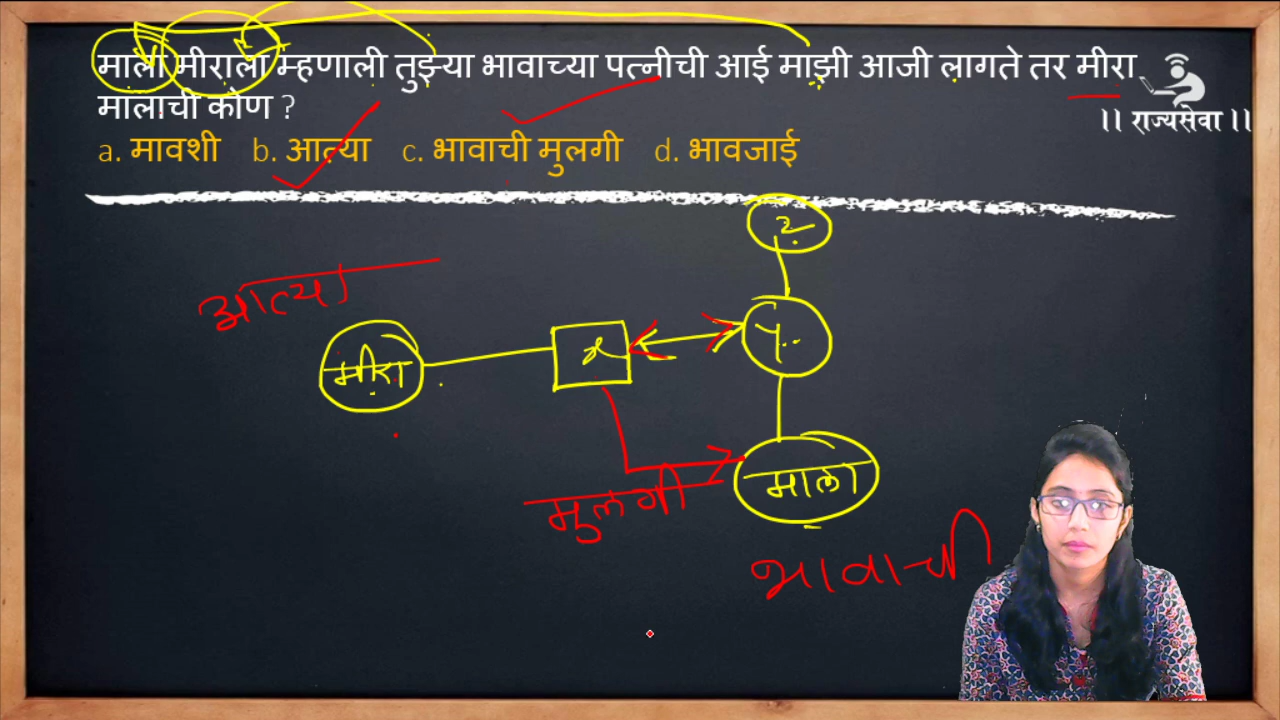 माला मीराला म्हणाली तुझ्या भावाच्या पत्नीची आई माझी आजी लागते तर मीरा
मालाची कोण ?
।। राज्यसेवा ।।
a. मावशी b. आत्या c. भावाची मुलगी d. भावजाई
आत्या
मीरा
माला
मुलगी
भावाची